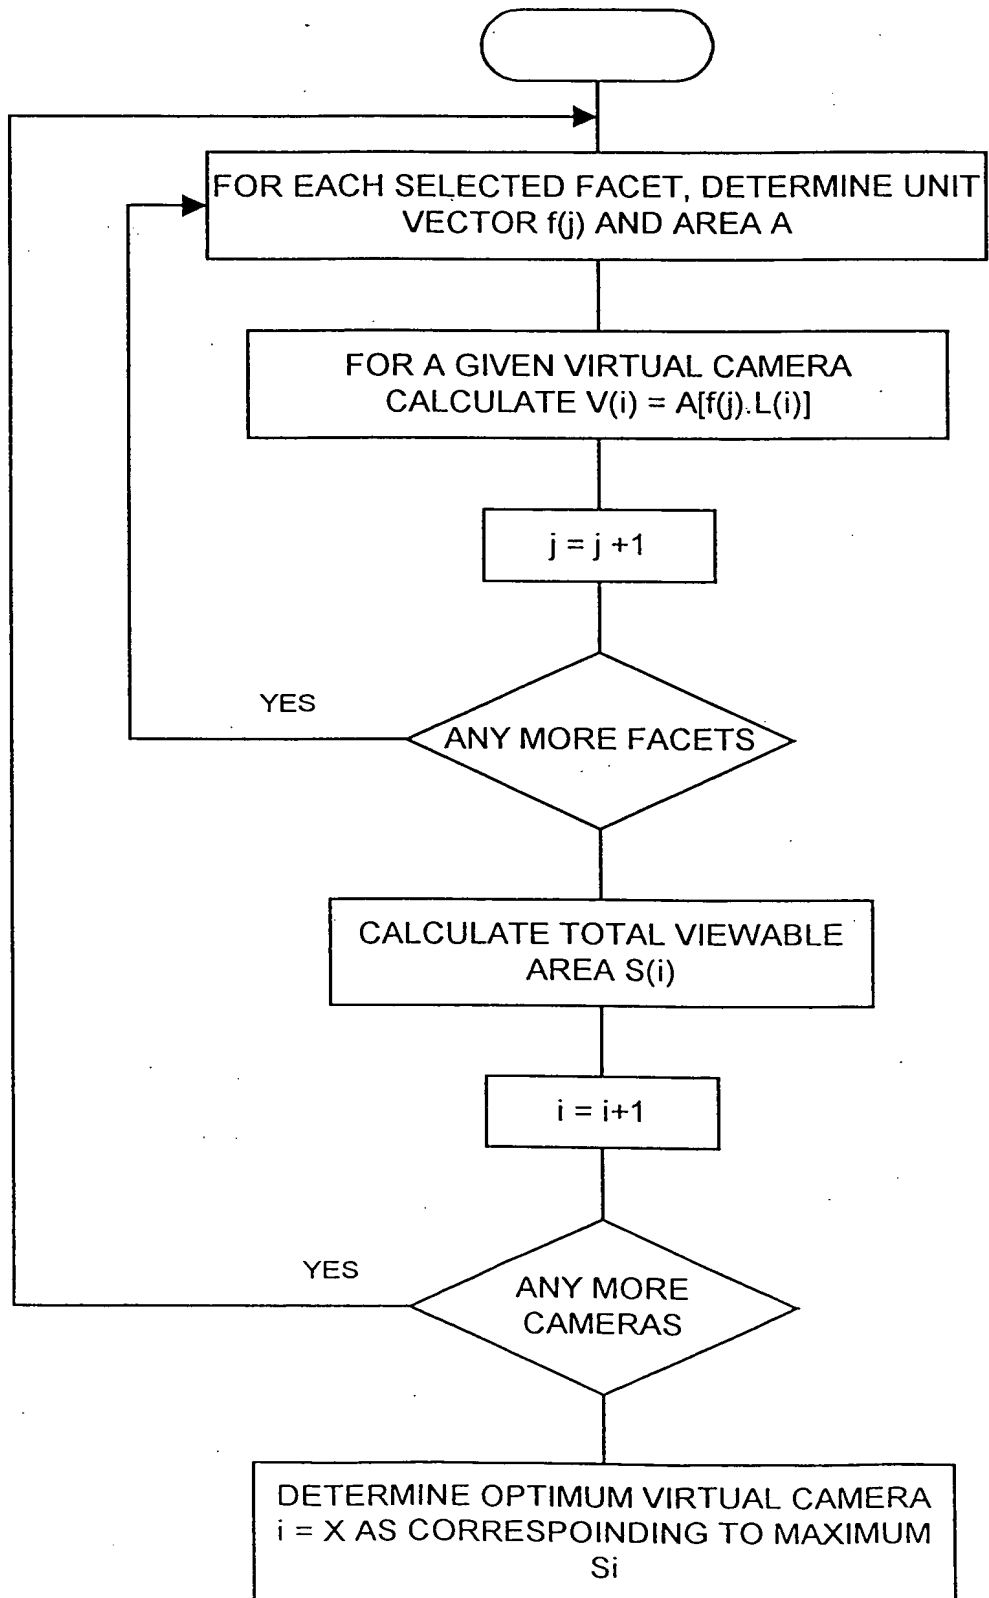 FOR EACH SELECTED FACET, DETERMINE UNIT
VECTOR f(j) AND AREA A
FOR A GIVEN VIRTUAL CAMERA
CALCULATE V(i) = A[f(j).L(i)]
j = j +1
YES
ANY MORE FACETS
CALCULATE TOTAL VIEWABLE
AREA S(i)
i = i+1
YES
ANY MORE
CAMERAS
DETERMINE OPTIMUM VIRTUAL CAMERA
i = X AS CORRESPOINDING TO MAXIMUM
Si